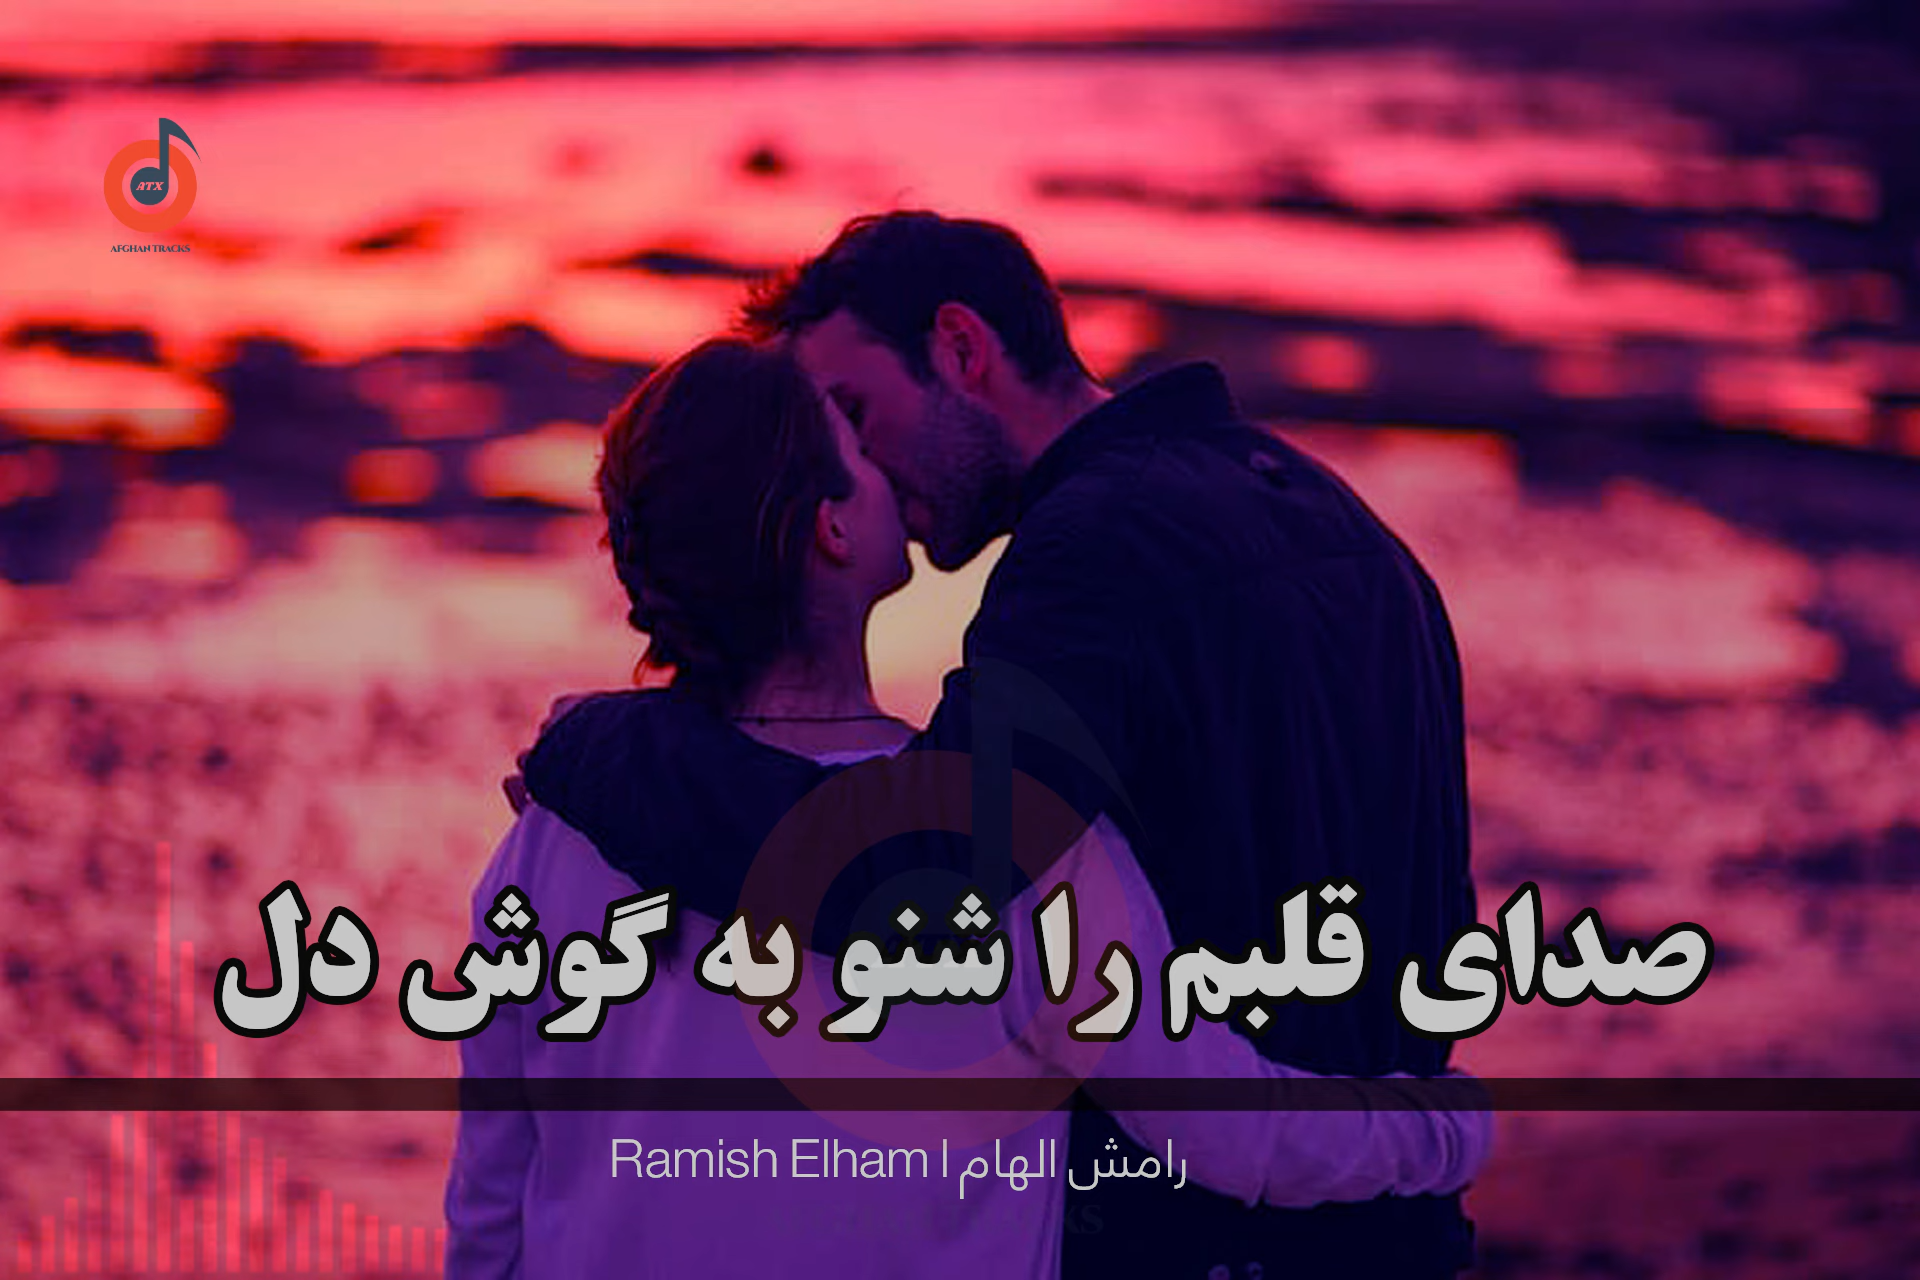 ATX
AFGHAN TRACKS
صدای قلبم را شنو به گوش دل
Ramish Elham | رامش الهام